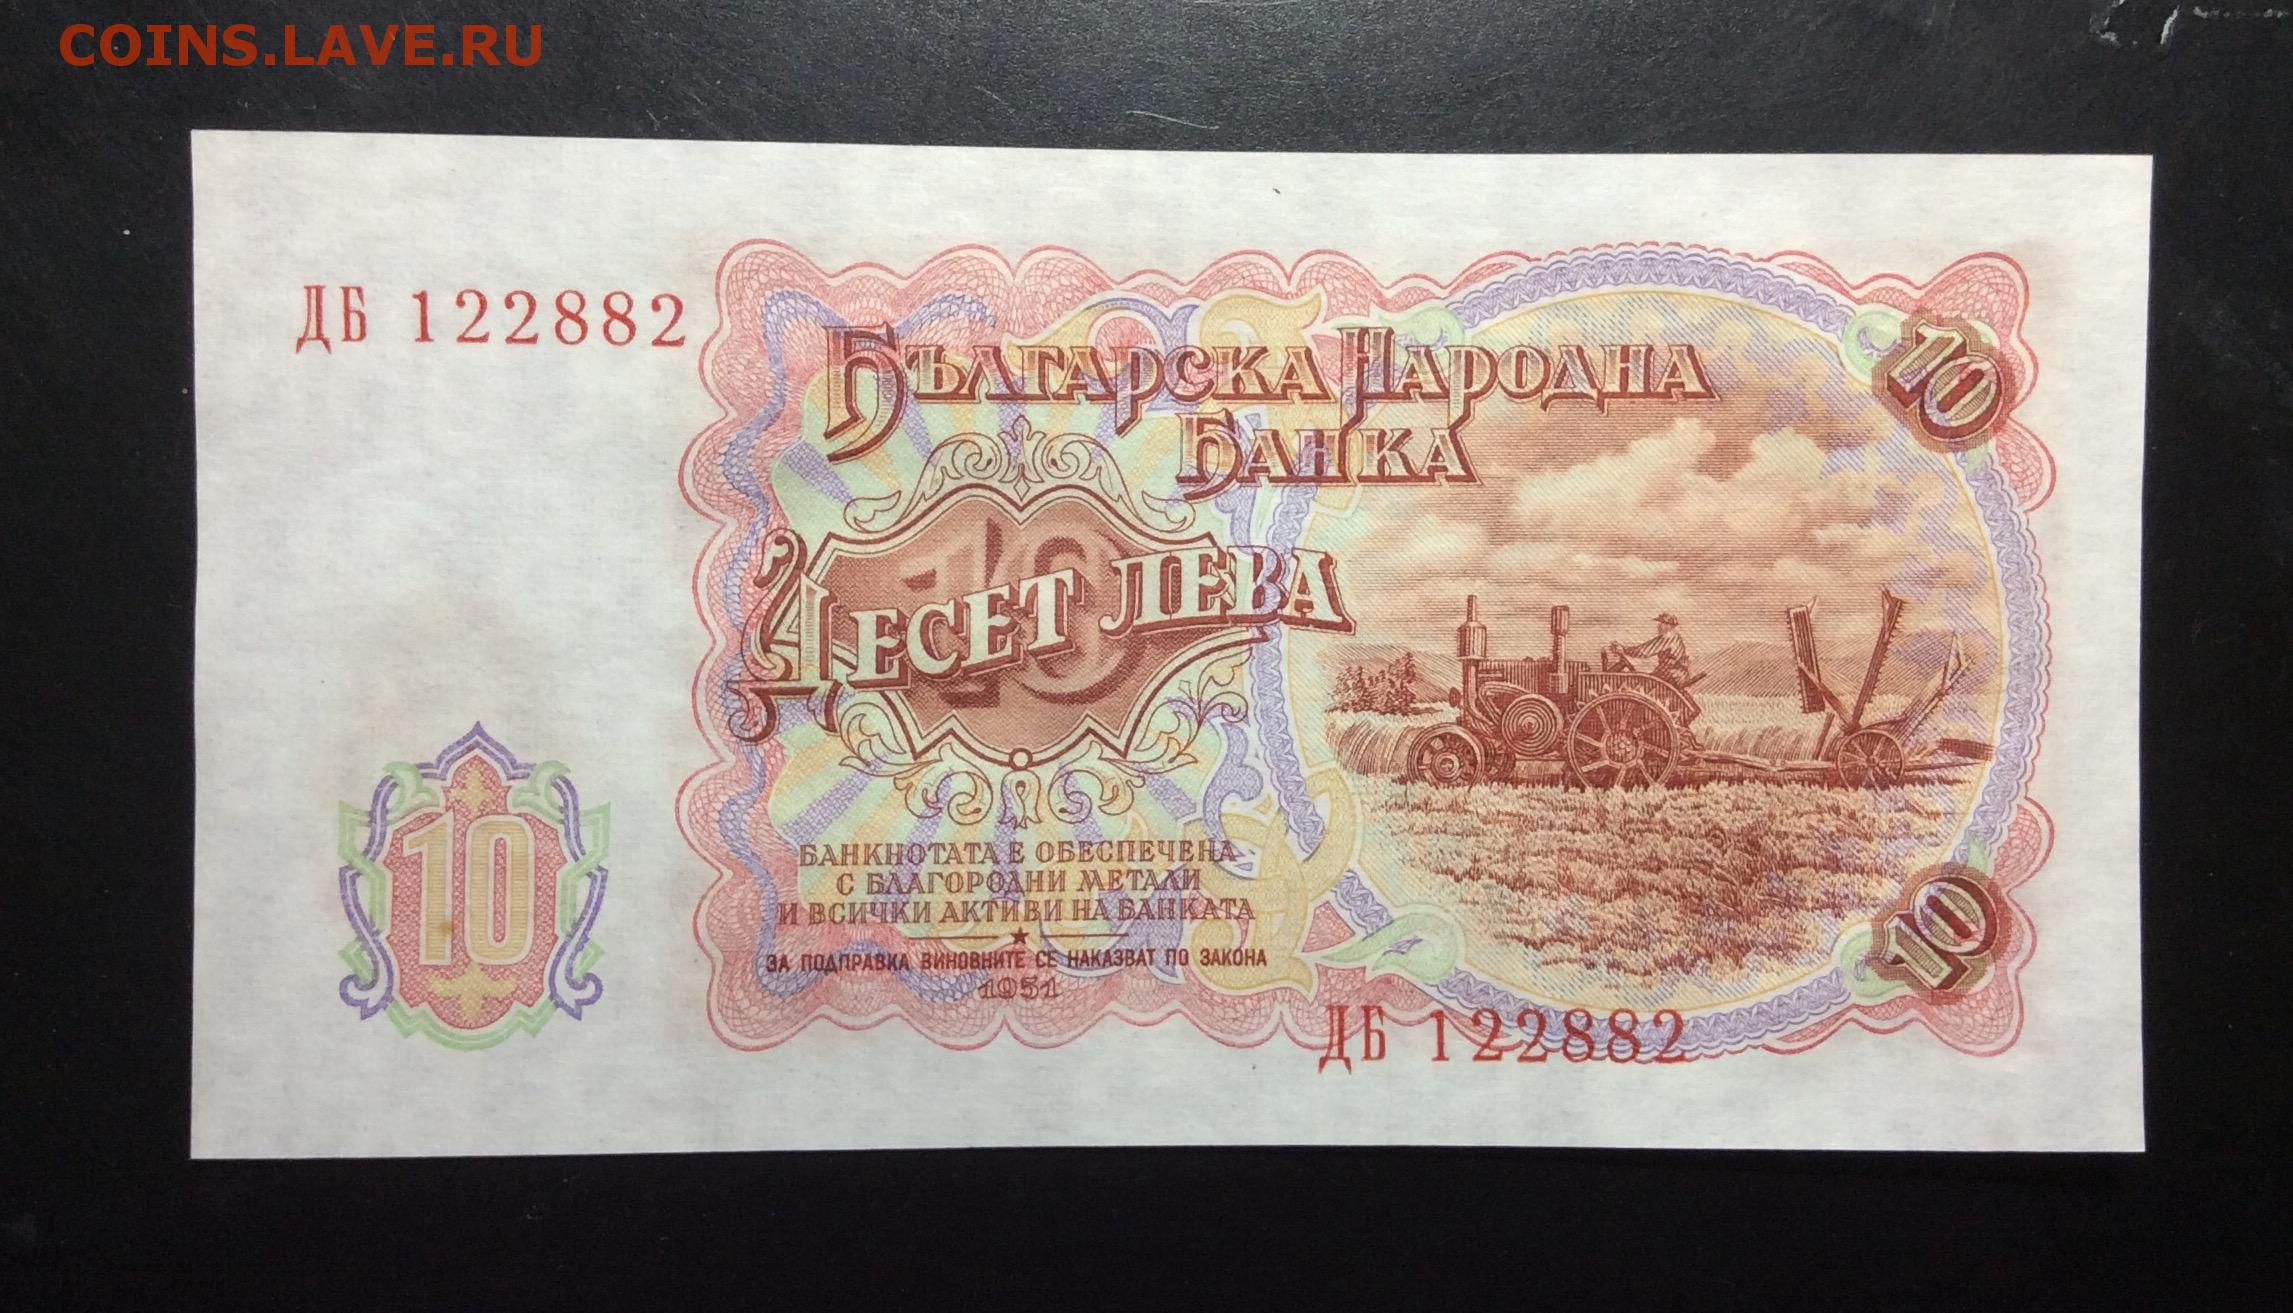 COINS.LAVE.RU
ДБ 122882
БЪЛГАРСКА НАРОДНА
БАНКА
10
10
ДЕСЕТ ЛЕВА
10
БАНКНОТАТА Е ОБЕСПЕЧЕНА
С БЛАГОРОДНИ МЕТАЛИ
И ВСИЧКИ АКТИВИ НА БАНКАТА
ЗА ПОДПРАВКА ВИНОВНИТЕ СЕ НАКАЗВАТ ПО ЗАКОНА
1951
10
ДБ 122882